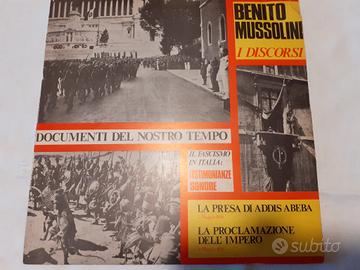 BENITO
MUSSOLINI
I DISCORSI
DOCUMENTI DEL NOSTRO TEMPO
IL FASCISMO
IN ITALIA:
TESTIMONIANZE
SONORE
LA PRESA DI ADDIS ABEBA
LA PROCLAMAZIONE
DELL' IMPERO
subito